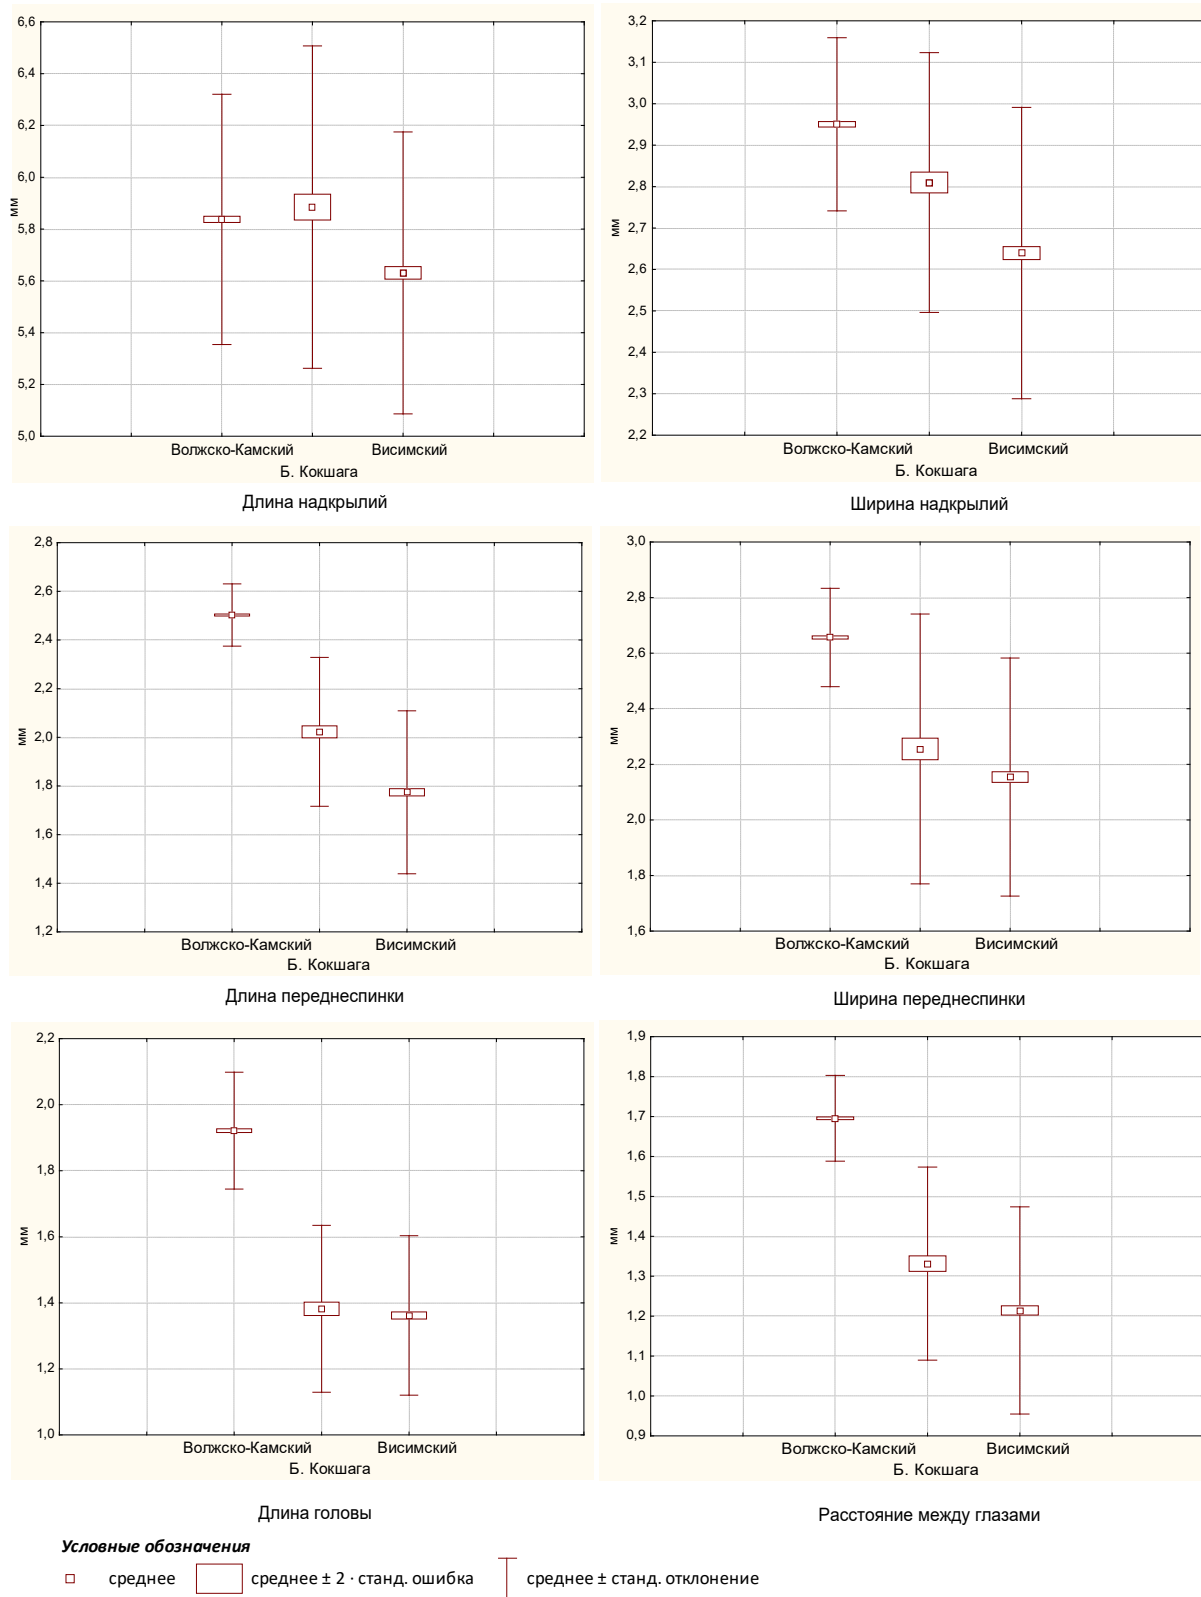 6,6
6,4
6,2
6,0
5,8
5,6
5,4
5,2
5,0
мм
Волжско-Камский Висимский
Б. Кокшага
Длина надкрылий
3,2
3,1
3,0
2,9
2,8
2,7
2,6
2,5
2,4
2,3
2,2
мм
Волжско-Камский Висимский
Б. Кокшага
Ширина надкрылий
2,8
2,6
2,4
2,2
2,0
1,8
1,6
1,4
1,2
мм
Волжско-Камский Висимский
Б. Кокшага
Длина переднеспинки
3,0
2,8
2,6
2,4
2,2
2,0
1,8
1,6
мм
Волжско-Камский Висимский
Б. Кокшага
Ширина переднеспинки
2,2
2,0
1,8
1,6
1,4
1,2
1,0
мм
Волжско-Камский Висимский
Б. Кокшага
Длина головы
1,9
1,8
1,7
1,6
1,5
1,4
1,3
1,2
1,1
1,0
0,9
мм
Волжско-Камский Висимский
Б. Кокшага
Расстояние между глазами
Условные обозначения
среднее среднее ± 2 · станд. ошибка среднее ± станд. отклонение